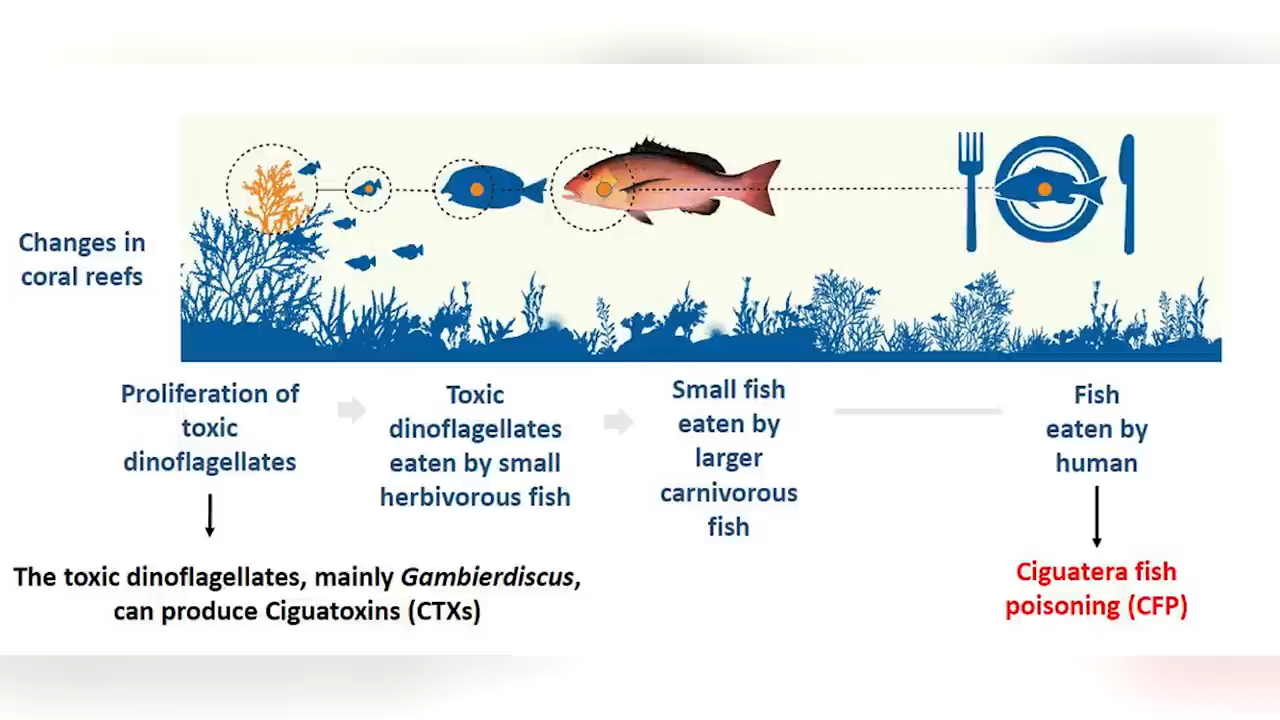 Changes in
coral reefs
Proliferation of
toxic
dinoflagellates
Toxic
dinoflagellates
eaten by small
herbivorous fish
Small fish
eaten by
larger
carnivorous
fish
Fish
eaten by
human
The toxic dinoflagellates, mainly Gambierdiscus,
can produce Ciguatoxins (CTXs)
Ciguatera fish
poisoning (CFP)